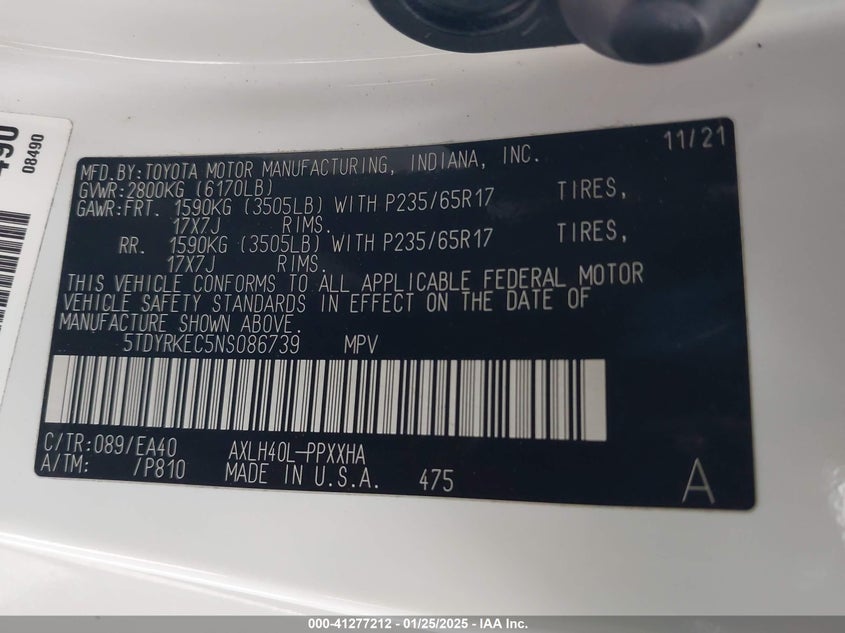 490
08490
11/21
MFD.BY:TOYOTA MOTOR MANUFACTURING, INDIANA, INC.
GVWR:2800KG (6170LB)
GAWR:FRT. 1590KG (3505LB) WITH P235/65R17 TIRES,
17X7J RIMS.
RR. 1590KG (3505LB) WITH P235/65R17 TIRES,
17X7J RIMS.
THIS VEHICLE CONFORMS TO ALL APPLICABLE FEDERAL MOTOR
VEHICLE SAFETY STANDARDS IN EFFECT ON THE DATE OF
MANUFACTURE SHOWN ABOVE.
5TDYRKEC5NS086739 MPV
C/TR:089/EA40 AXLH40L-PPXXHA
A/TM: /P810 MADE IN U.S.A. 475
A
000-41277212 - 01/25/2025 - IAA Inc.